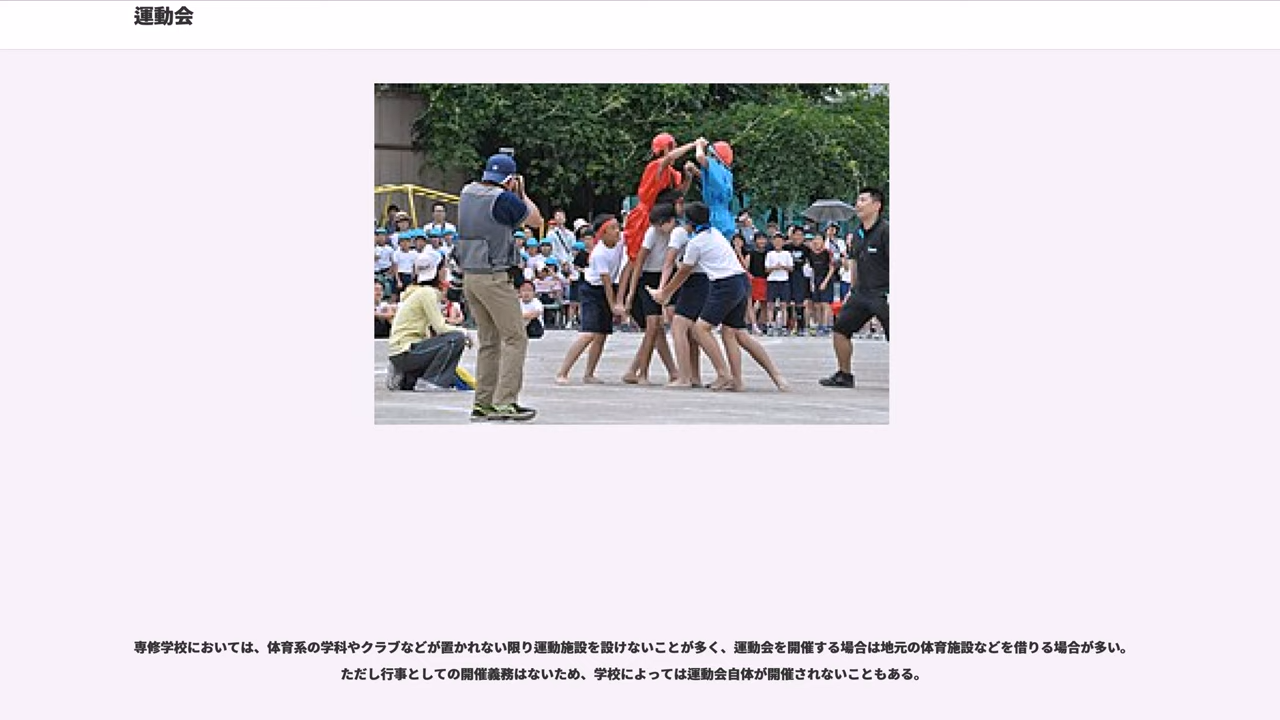 運動会
専修学校においては、体育系の学科やクラブなどが置かれない限り運動施設を設けないことが多く、運動会を開催する場合は地元の体育施設などを借りる場合が多い。
ただし行事としての開催義務はないため、学校によっては運動会自体が開催されないこともある。